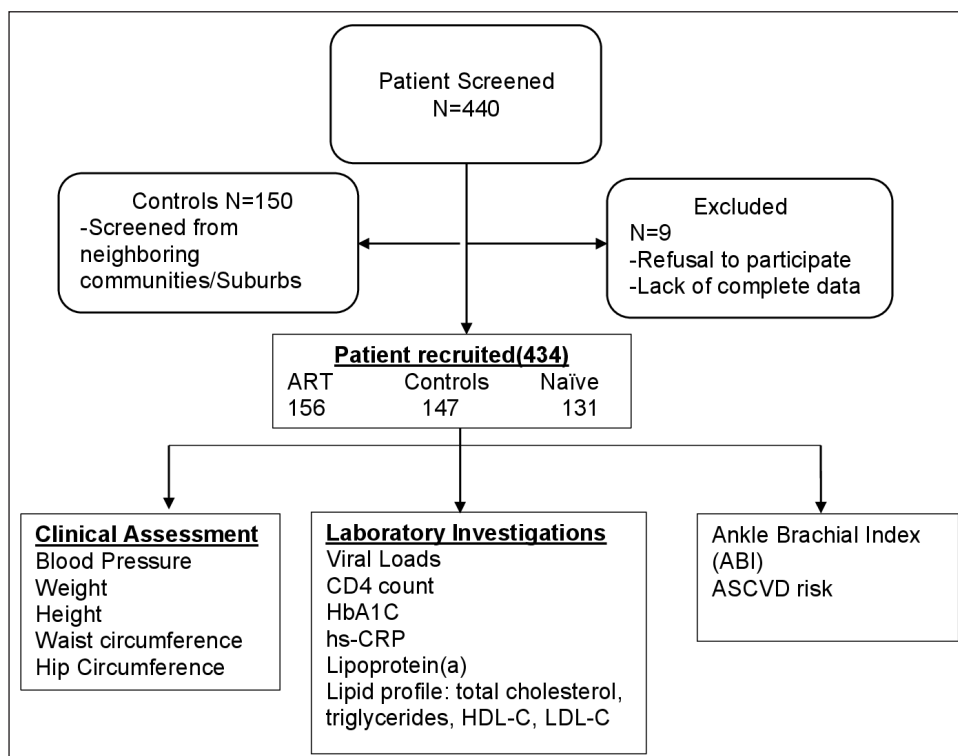 Patient Screened
N=440
Controls N=150
-Screened from
neighboring
communities/Suburbs
Excluded
N=9
-Refusal to participate
-Lack of complete data
Patient recruited(434)
ART Controls Naïve
156 147 131
Clinical Assessment
Blood Pressure
Weight
Height
Waist circumference
Hip Circumference
Laboratory Investigations
Viral Loads
CD4 count
HbA1C
hs-CRP
Lipoprotein(a)
Lipid profile: total cholesterol,
triglycerides, HDL-C, LDL-C
Ankle Brachial Index
(ABI)
ASCVD risk